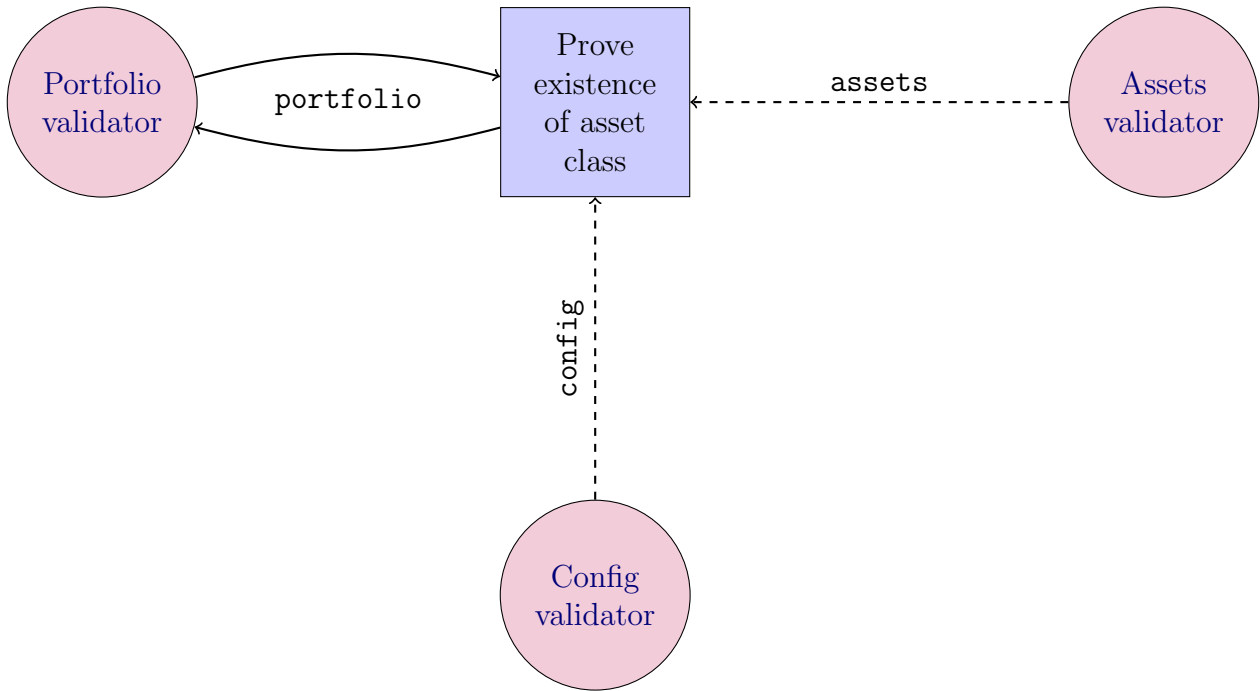 Portfolio
validator
portfolio
Prove
existence
of asset
class
assets
Assets
validator
config
Config
validator